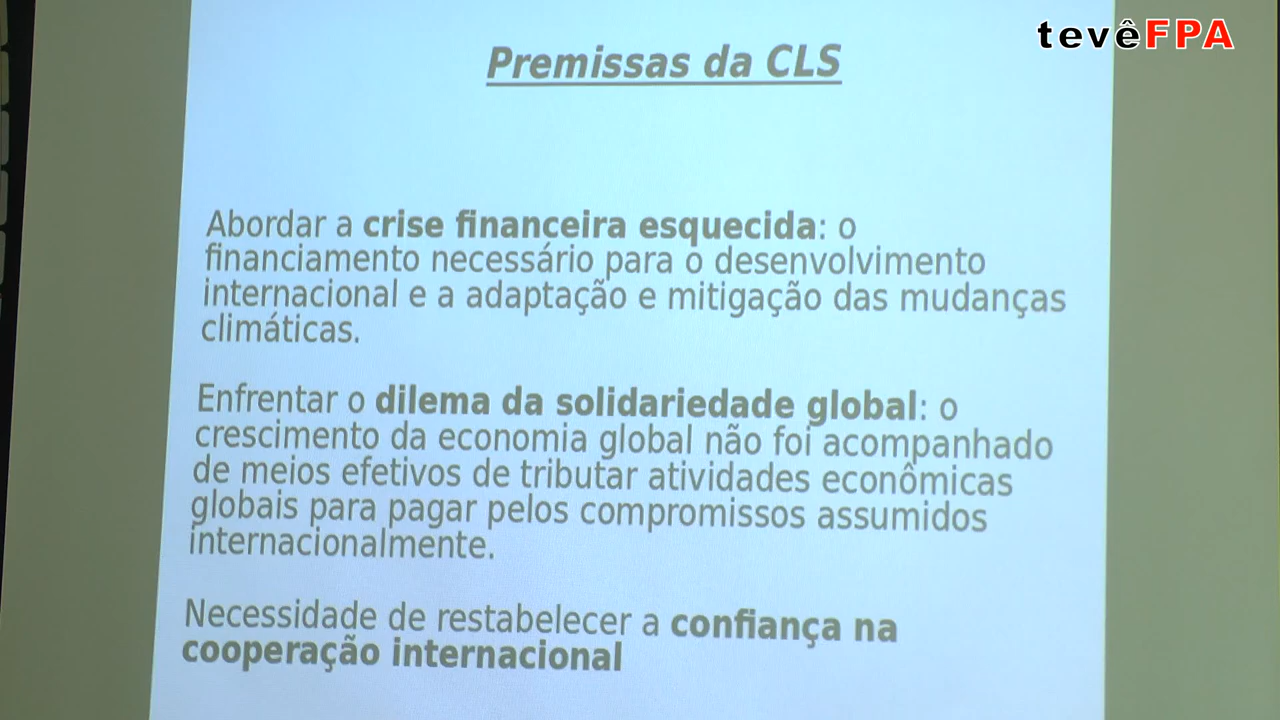 tevêFPA
Premissas da CLS
Abordar a crise financeira esquecida: o
financiamento necessário para o desenvolvimento
internacional e a adaptação e mitigação das mudanças
climáticas.
Enfrentar o dilema da solidariedade global: o
crescimento da economia global não foi acompanhado
de meios efetivos de tributar atividades econômicas
globais para pagar pelos compromissos assumidos
internacionalmente.
Necessidade de restabelecer a confiança na
cooperação internacional